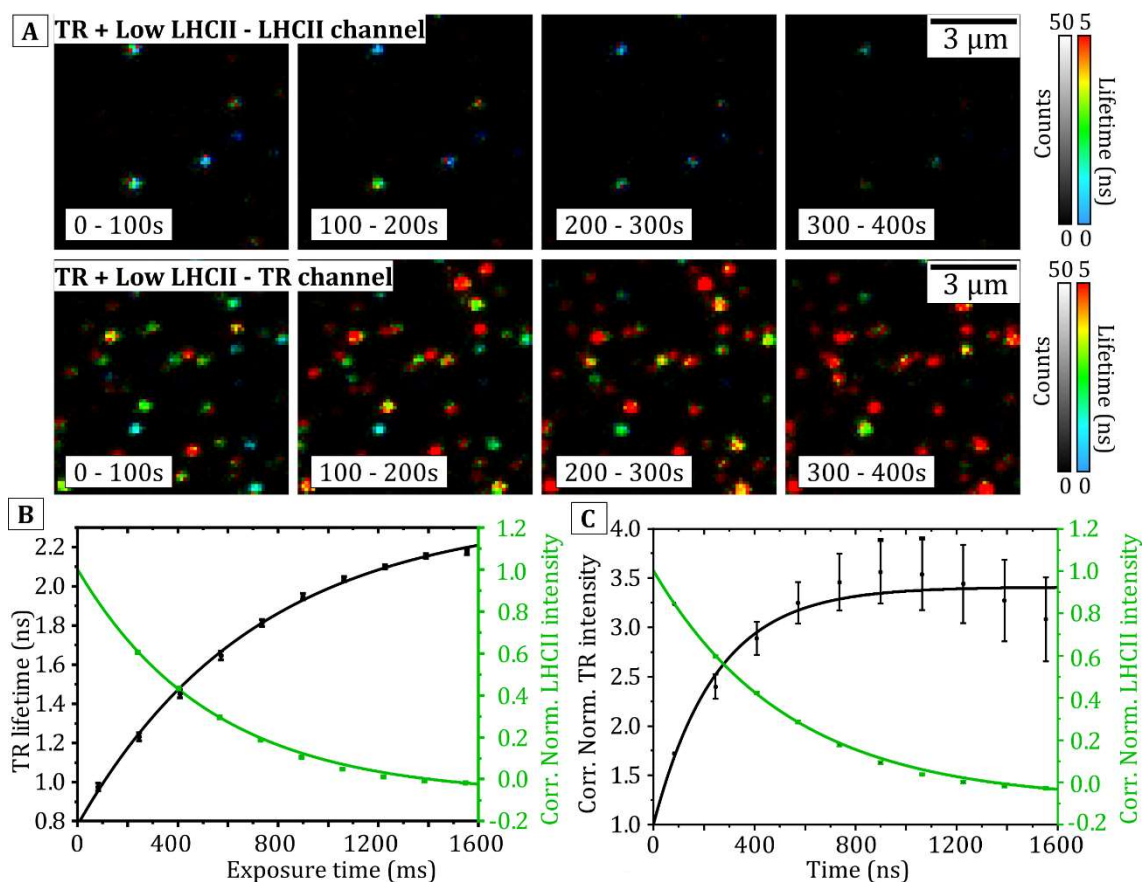 A
TR + Low LHCII - LHCII channel
3 μm
0 - 100s
100 - 200s
200 - 300s
300 - 400s
50 5
Counts
Lifetime (ns)
0 0
TR + Low LHCII - TR channel
3 μm
0 - 100s
100 - 200s
200 - 300s
300 - 400s
50 5
Counts
Lifetime (ns)
0 0
B
TR lifetime (ns)
2.2
2.0
1.8
1.6
1.4
1.2
1.0
0.8
0 400 800 1200 1600
Exposure time (ms)
1.2
1.0
0.8
0.6
0.4
0.2
0.0
-0.2
Corr. Norm. LHCII intensity
C
Corr. Norm. TR intensity
4.0
3.5
3.0
2.5
2.0
1.5
1.0
0 400 800 1200 1600
Time (ns)
1.2
1.0
0.8
0.6
0.4
0.2
0.0
-0.2
Corr. Norm. LHCII intensity